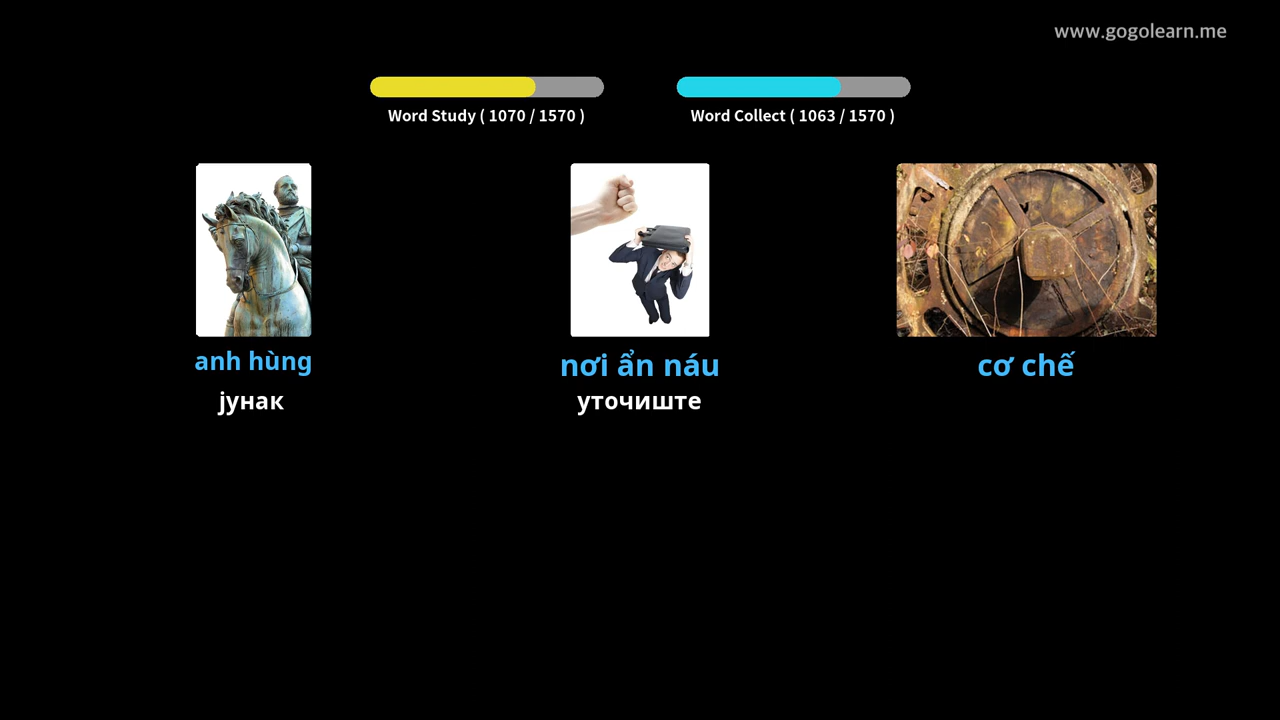 www.gogolearn.me
Word Study ( 1070 / 1570 )
Word Collect ( 1063 / 1570 )
anh hùng
јунак
nơi ẩn náu
уточиште
cơ chế